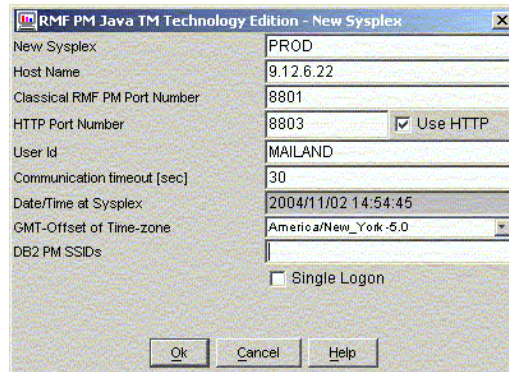 RMF PM Java TM Technology Edition - New Sysplex
New Sysplex PROD
Host Name 9.12.6.22
Classical RMF PM Port Number 8801
HTTP Port Number 8803 Use HTTP
User Id MAILAND
Communication timeout [sec] 30
Date/Time at Sysplex 2004/11/02 14:54:45
GMT-Offset of Time-zone America/New_York-5.0
DB2 PM SSIDs
Single Logon
Ok Cancel Help